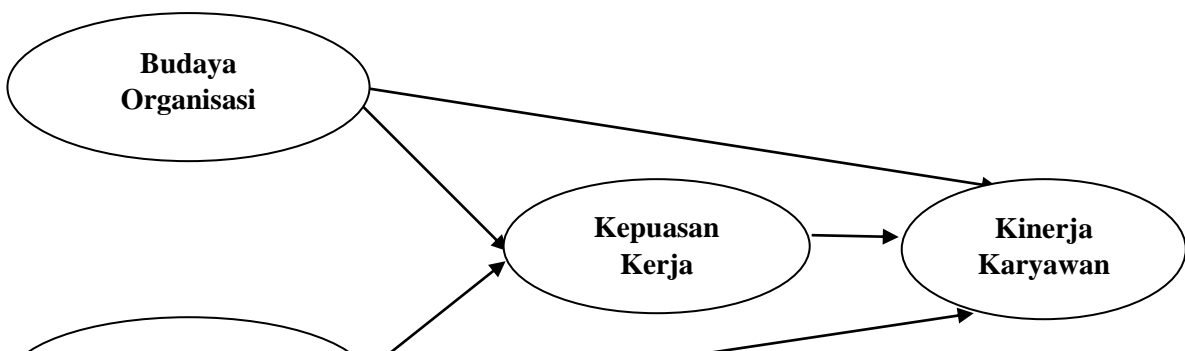 Budaya
Organisasi
Kepuasan
Kerja
Kinerja
Karyawan